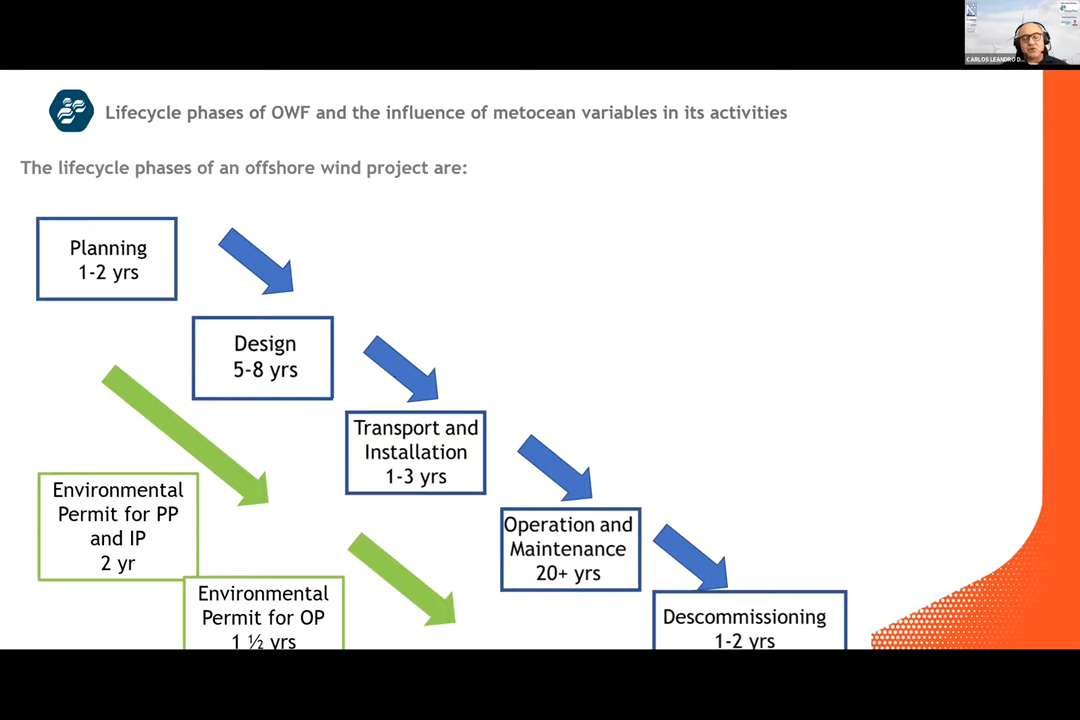 CARLOS LEANDRO D...
Lifecycle phases of OWF and the influence of metocean variables in its activities
The lifecycle phases of an offshore wind project are:
Planning
1-2 yrs
Design
5-8 yrs
Transport and
Installation
1-3 yrs
Operation and
Maintenance
20+ yrs
Descommissioning
1-2 yrs
Environmental
Permit for PP
and IP
2 yr
Environmental
Permit for OP
1 ½ yrs